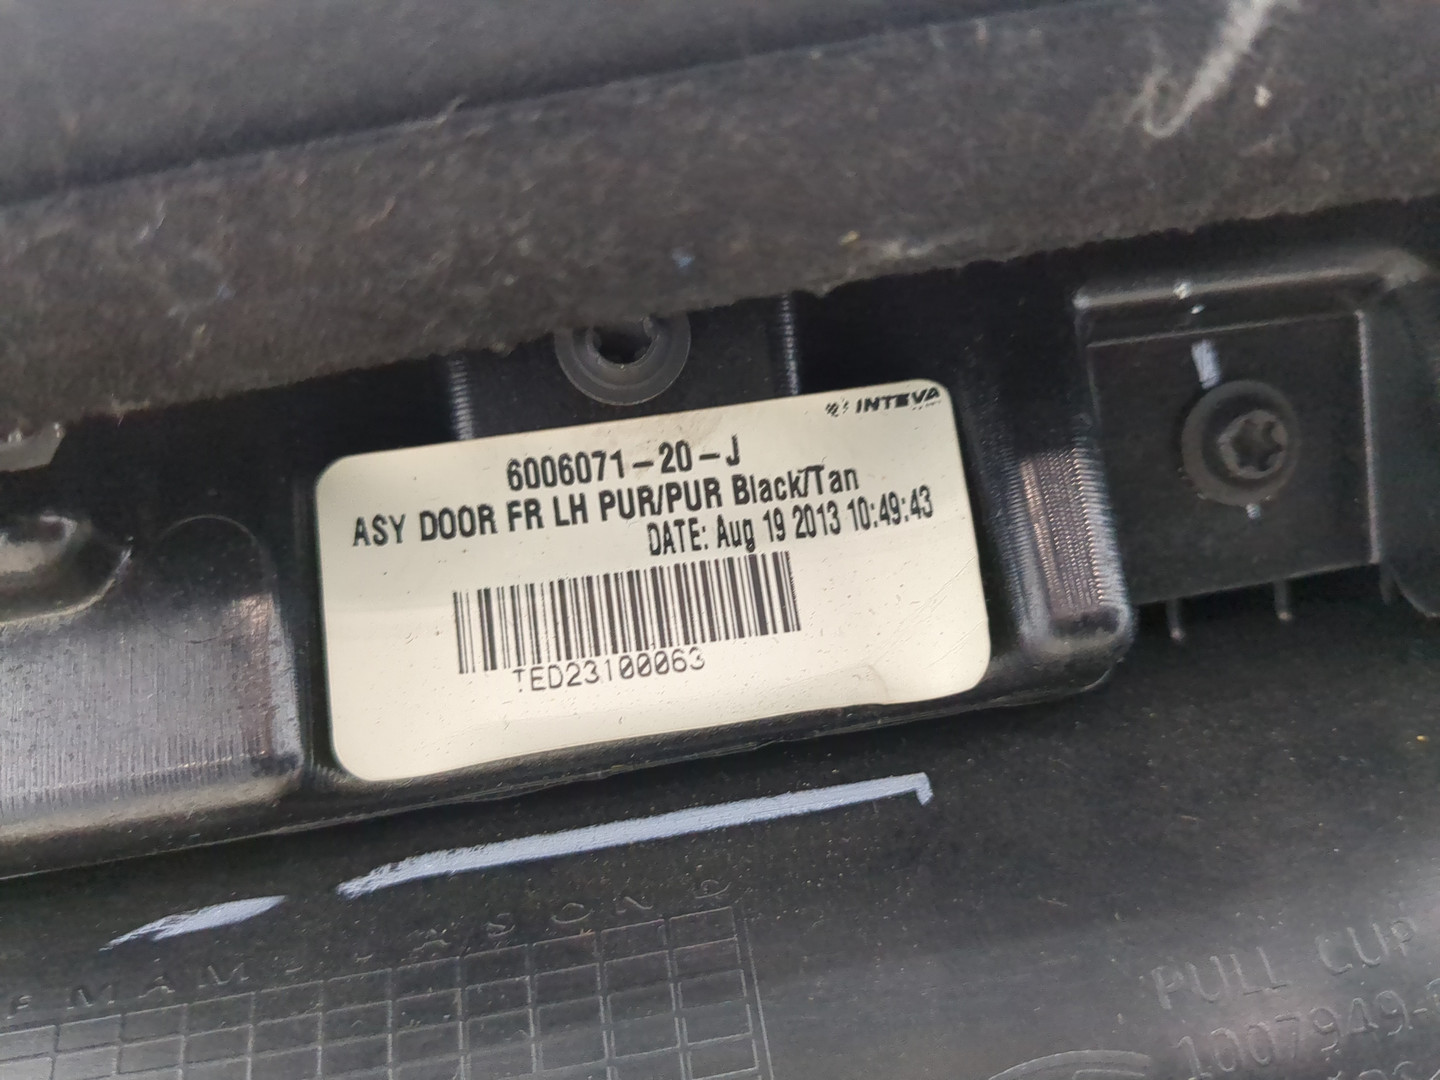 INTEVA
6006071-20-J
ASY DOOR FR LH PUR/PUR Black/Tan
DATE: Aug 19 2013 10:49:43
TED23100063
F M A M J J A S O N D
PULL CUP
1007949-